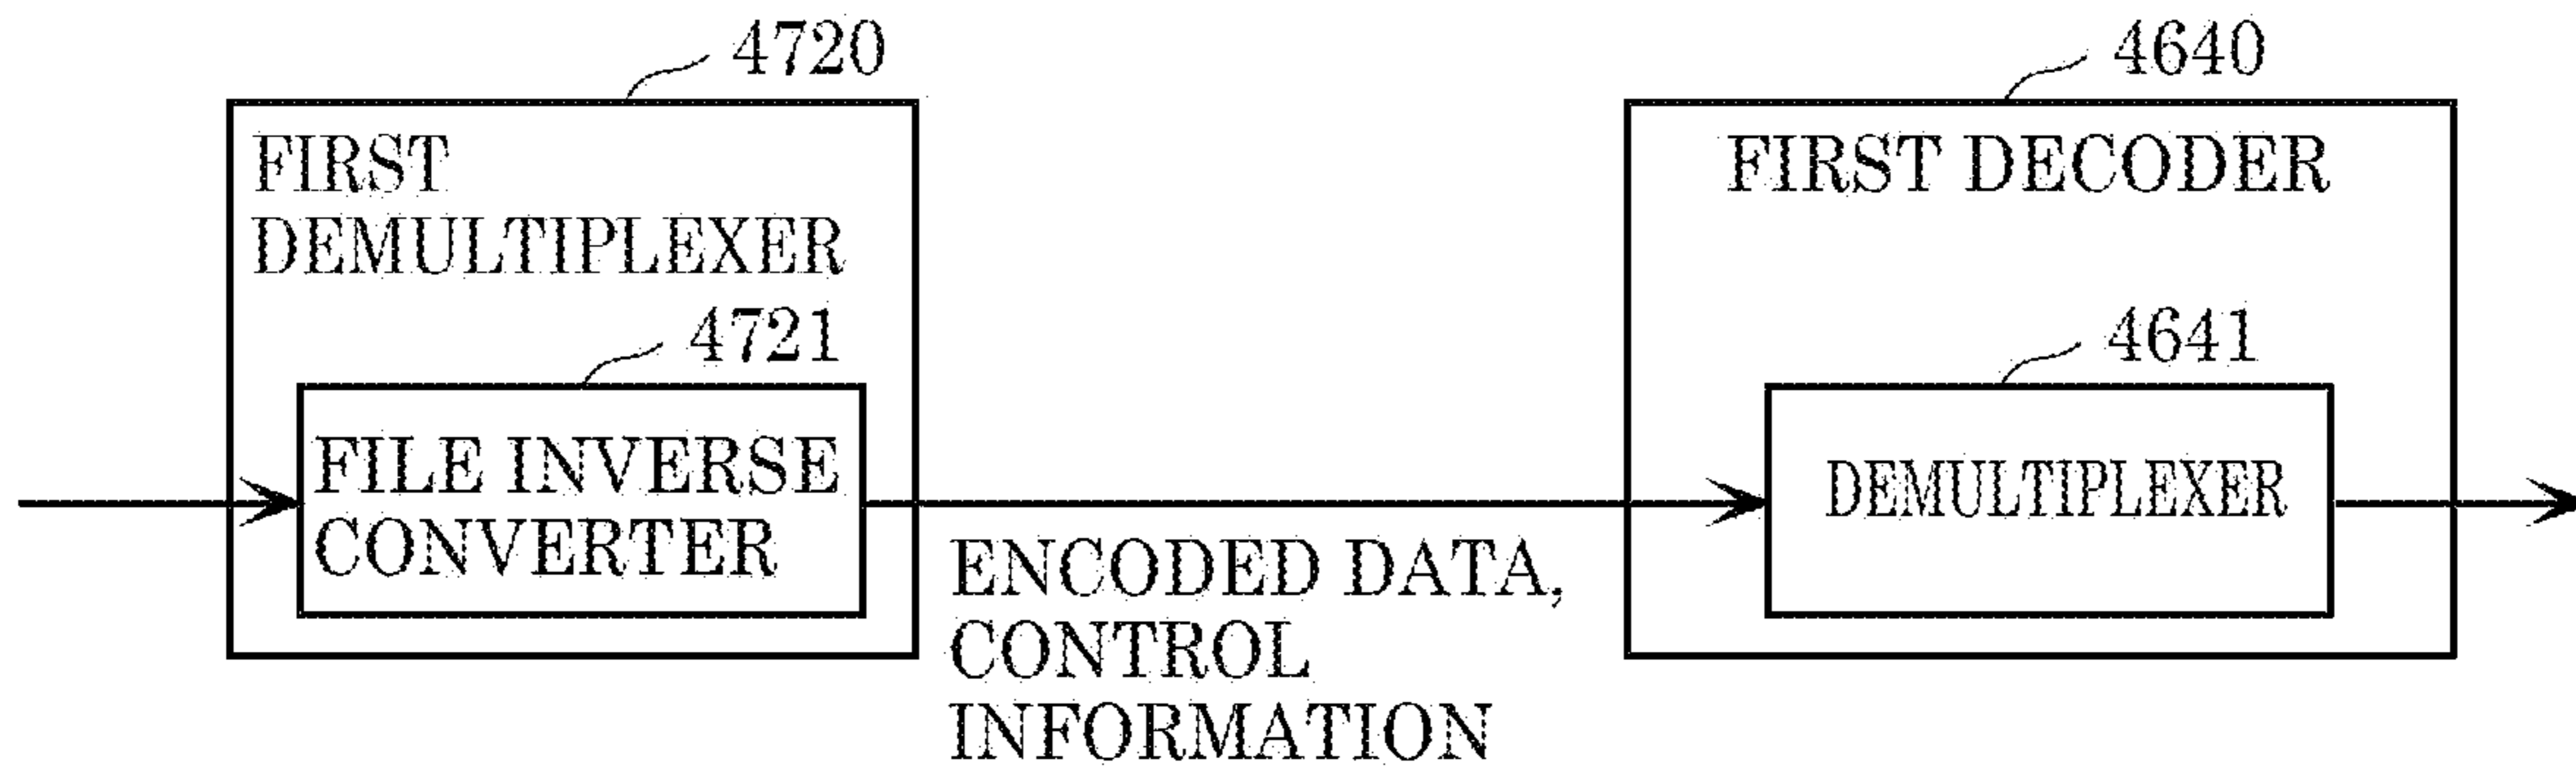 4720
FIRST
DEMULTIPLEXER
4721
FILE INVERSE
CONVERTER
ENCODED DATA,
CONTROL
INFORMATION
4640
FIRST DECODER
4641
DEMULTIPLEXER